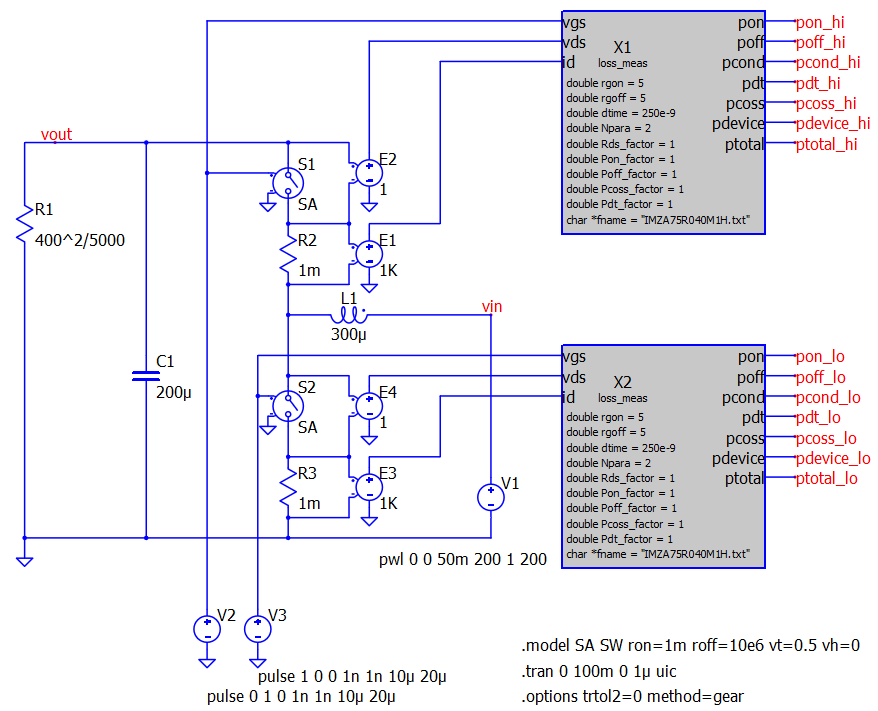 vgs
vds
id
X1
loss_meas
double rgon = 5
double rgoff = 5
double dtime = 250e-9
double Npara = 2
double Rds_factor = 1
double Pon_factor = 1
double Poff_factor = 1
double Pcoss_factor = 1
double Pdt_factor = 1
char *fname = "IMZA75R040M1H.txt"
pon
poff
pcond
pdt
pcoss
pdevice
ptotal
pon_hi
poff_hi
pcond_hi
pdt_hi
pcoss_hi
pdevice_hi
ptotal_hi
vout
R1
400^2/5000
C1
200µ
S1
SA
E2
1
R2
1m
E1
1K
L1
300µ
vin
S2
SA
E4
1
R3
1m
E3
1K
V1
pwl 0 0 50m 200 1 200
vgs
vds
id
X2
loss_meas
double rgon = 5
double rgoff = 5
double dtime = 250e-9
double Npara = 2
double Rds_factor = 1
double Pon_factor = 1
double Poff_factor = 1
double Pcoss_factor = 1
double Pdt_factor = 1
char *fname = "IMZA75R040M1H.txt"
pon
poff
pcond
pdt
pcoss
pdevice
ptotal
pon_lo
poff_lo
pcond_lo
pdt_lo
pcoss_lo
pdevice_lo
ptotal_lo
V2
V3
pulse 1 0 0 1n 1n 10µ 20µ
pulse 0 1 0 1n 1n 10µ 20µ
.model SA SW ron=1m roff=10e6 vt=0.5 vh=0
.tran 0 100m 0 1µ uic
.options trtol2=0 method=gear